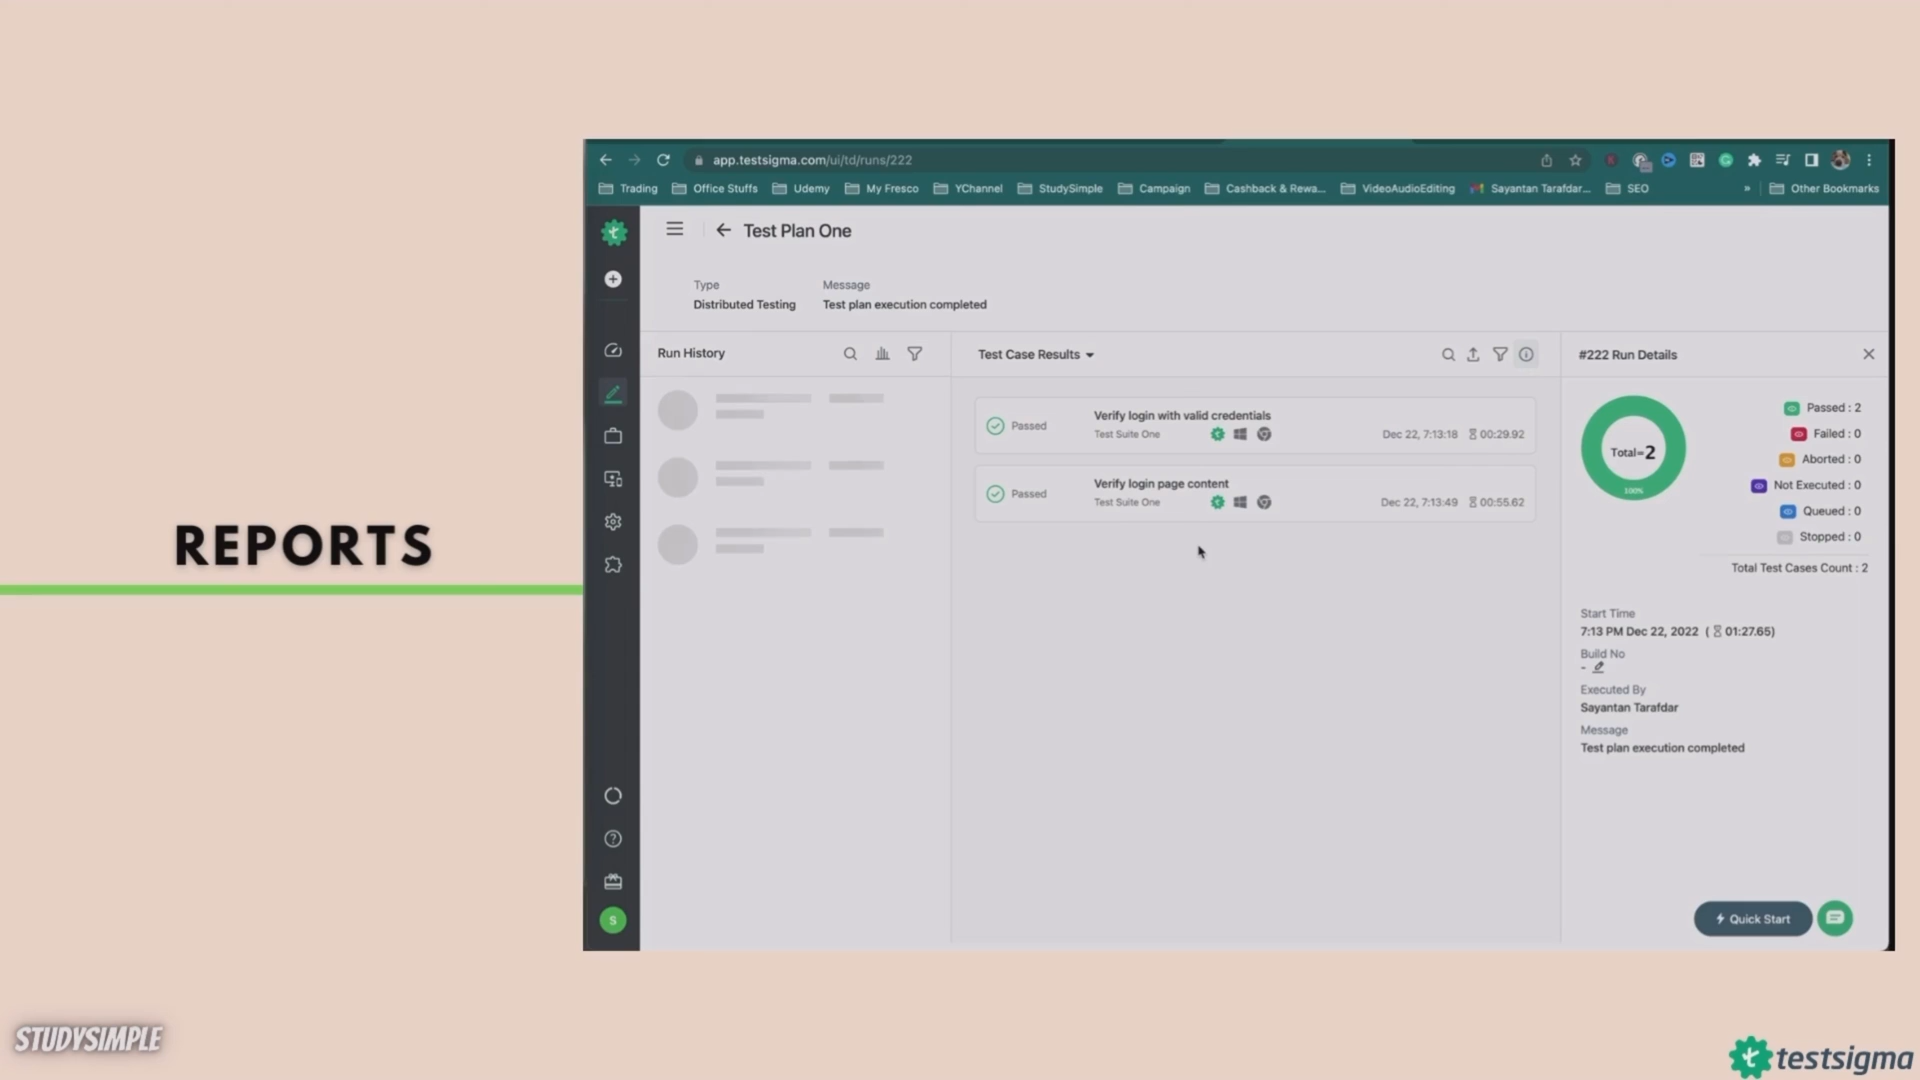 REPORTS
app.testsigma.com/ui/td/runs/222
Trading Office Stuffs Udemy My Fresco YChannel StudySimple Campaign Cashback & Rewa... VideoAudioEditing Sayantan Tarafdar... SEO » Other Bookmarks
Test Plan One
Type Message
Distributed Testing Test plan execution completed
Run History
Test Case Results
#222 Run Details
Passed
Verify login with valid credentials
Test Suite One
Dec 22, 7:13:18 00:29.92
Passed
Verify login page content
Test Suite One
Dec 22, 7:13:49 00:55.62
Total=2
100%
Passed : 2
Failed : 0
Aborted : 0
Not Executed : 0
Queued : 0
Stopped : 0
Total Test Cases Count : 2
Start Time
7:13 PM Dec 22, 2022 ( 01:27.65)
Build No
-
Executed By
Sayantan Tarafdar
Message
Test plan execution completed
Quick Start
S
STUDYSIMPLE
testsigma